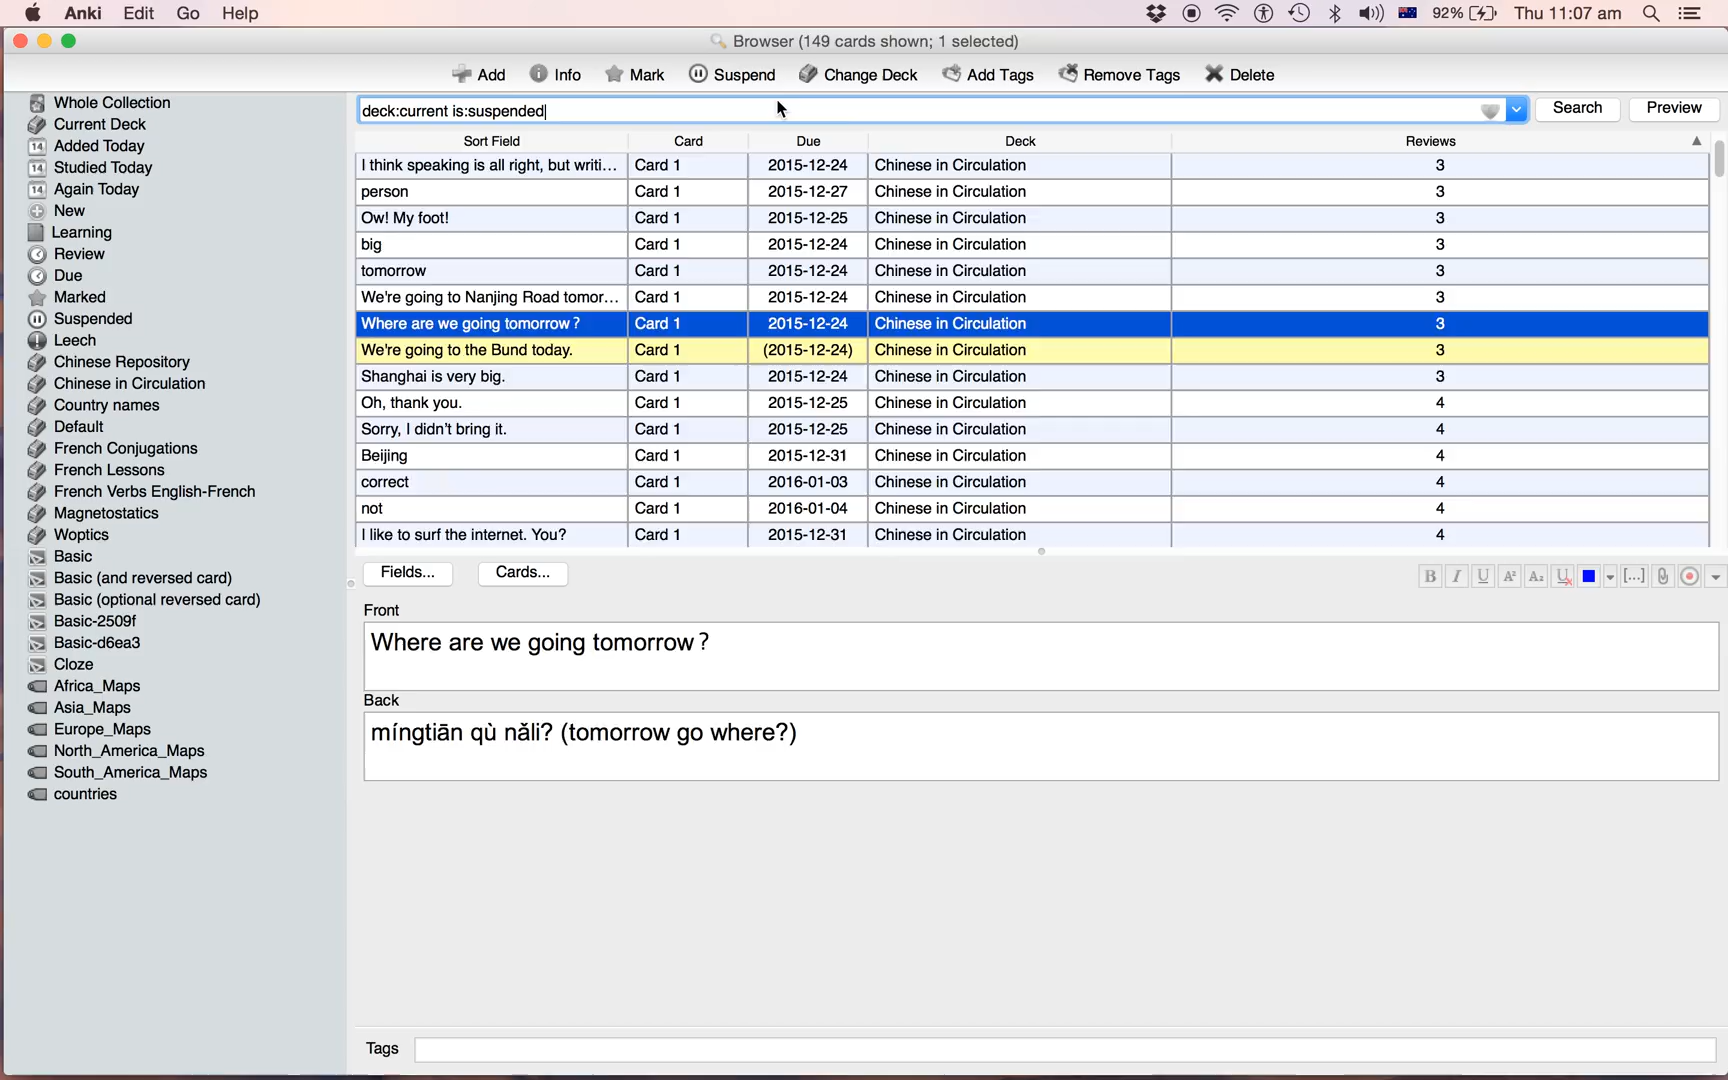 Anki Edit Go Help 92% Thu 11:07 am
Browser (149 cards shown; 1 selected)
Add Info Mark Suspend Change Deck Add Tags Remove Tags Delete
deck:current is:suspended Search Preview
Whole Collection
Current Deck
Added Today
Studied Today
Again Today
New
Learning
Review
Due
Marked
Suspended
Leech
Chinese Repository
Chinese in Circulation
Country names
Default
French Conjugations
French Lessons
French Verbs English-French
Magnetostatics
Woptics
Basic
Basic (and reversed card)
Basic (optional reversed card)
Basic-2509f
Basic-d6ea3
Cloze
Africa_Maps
Asia_Maps
Europe_Maps
North_America_Maps
South_America_Maps
countries
Sort Field Card Due Deck Reviews
I think speaking is all right, but writi... Card 1 2015-12-24 Chinese in Circulation 3
person Card 1 2015-12-27 Chinese in Circulation 3
Ow! My foot! Card 1 2015-12-25 Chinese in Circulation 3
big Card 1 2015-12-24 Chinese in Circulation 3
tomorrow Card 1 2015-12-24 Chinese in Circulation 3
We're going to Nanjing Road tomor... Card 1 2015-12-24 Chinese in Circulation 3
Where are we going tomorrow? Card 1 2015-12-24 Chinese in Circulation 3
We're going to the Bund today. Card 1 (2015-12-24) Chinese in Circulation 3
Shanghai is very big. Card 1 2015-12-24 Chinese in Circulation 3
Oh, thank you. Card 1 2015-12-25 Chinese in Circulation 4
Sorry, I didn't bring it. Card 1 2015-12-25 Chinese in Circulation 4
Beijing Card 1 2015-12-31 Chinese in Circulation 4
correct Card 1 2016-01-03 Chinese in Circulation 4
not Card 1 2016-01-04 Chinese in Circulation 4
I like to surf the internet. You? Card 1 2015-12-31 Chinese in Circulation 4
Fields... Cards... B I U A² A₂ U [...]
Front
Where are we going tomorrow?
Back
míngtiān qù nǎli? (tomorrow go where?)
Tags